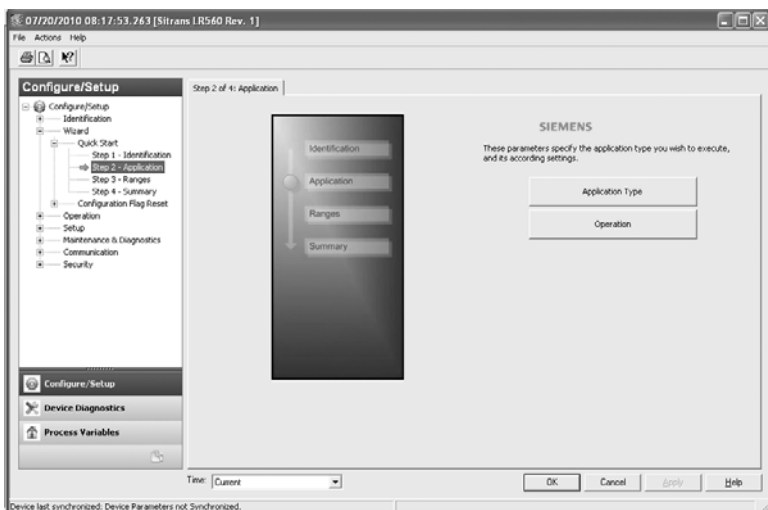 07/20/2010 08:17:53.263 [Sitrans LR560 Rev. 1]
File Actions Help
Configure/Setup
Configure/Setup
Identification
Wizard
Quick Start
Step 1 - Identification
Step 2 - Application
Step 3 - Ranges
Step 4 - Summary
Configuration Flag Reset
Operation
Setup
Maintenance & Diagnostics
Communication
Security
Configure/Setup
Device Diagnostics
Process Variables
Step 2 of 4: Application
Identification
Application
Ranges
Summary
SIEMENS
These parameters specify the application type you wish to execute,
and its according settings.
Application Type
Operation
Time: Current
OK Cancel Apply Help
Device last synchronized: Device Parameters not Synchronized.